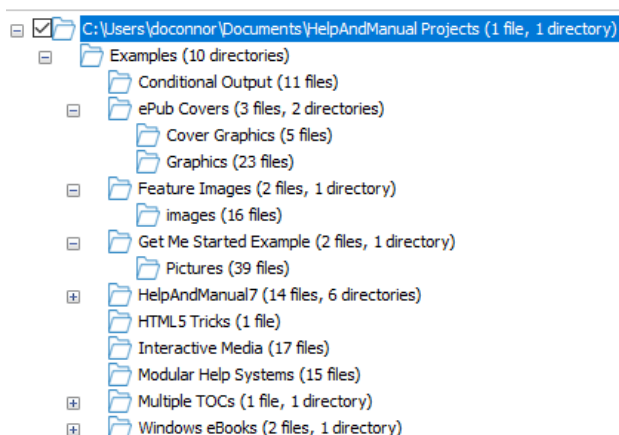 C:\Users\doconnor\Documents\HelpAndManual Projects (1 file, 1 directory)
Examples (10 directories)
Conditional Output (11 files)
ePub Covers (3 files, 2 directories)
Cover Graphics (5 files)
Graphics (23 files)
Feature Images (2 files, 1 directory)
images (16 files)
Get Me Started Example (2 files, 1 directory)
Pictures (39 files)
HelpAndManual7 (14 files, 6 directories)
HTML5 Tricks (1 file)
Interactive Media (17 files)
Modular Help Systems (15 files)
Multiple TOCs (1 file, 1 directory)
Windows eBooks (2 files, 1 directory)